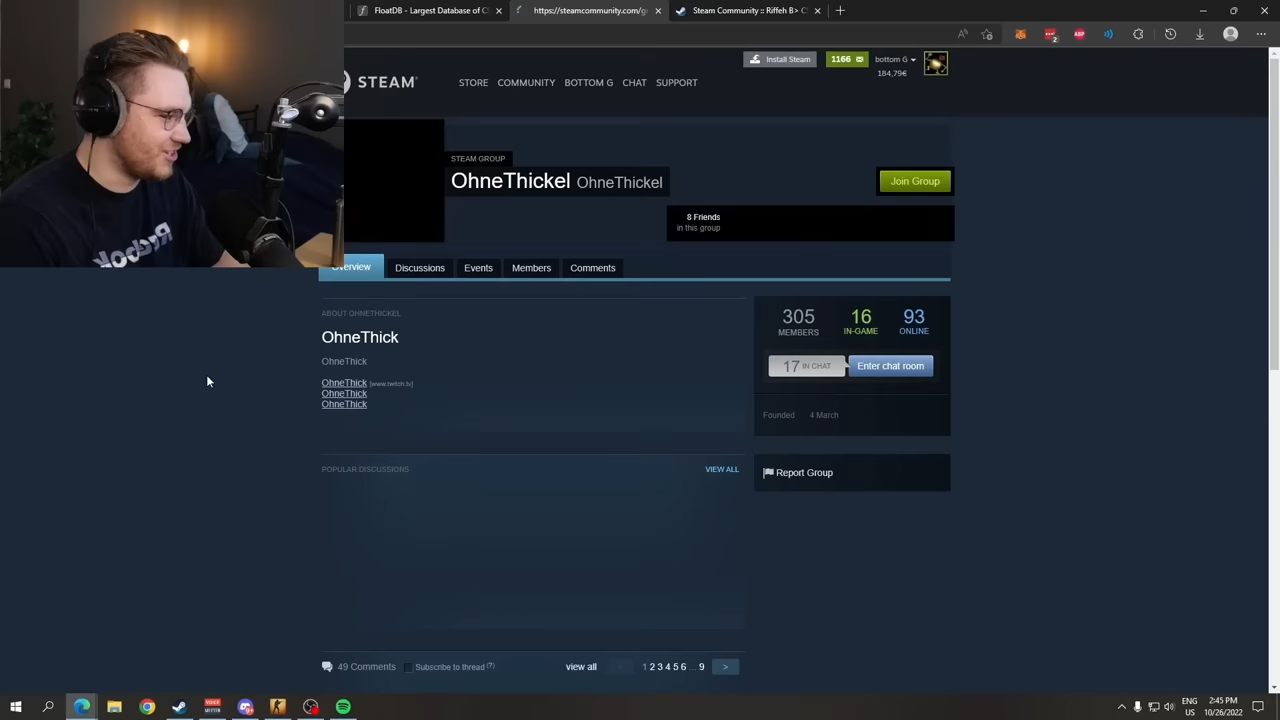 FloatDB - Largest Database of C
https://steamcommunity.com/g
Steam Community :: Riffeh B>
2
Install Steam
1166
bottom G
184,79€
STEAM
STORE COMMUNITY BOTTOM G CHAT SUPPORT
STEAM GROUP
OhneThickel OhneThickel
Join Group
8 Friends
in this group
Reebok
Overview Discussions Events Members Comments
ABOUT OHNETHICKEL
OhneThick
OhneThick
OhneThick [www.twitch.tv]
OhneThick
OhneThick
305 MEMBERS
16 IN-GAME
93 ONLINE
17 IN CHAT
Enter chat room
Founded 4 March
POPULAR DISCUSSIONS
VIEW ALL
Report Group
49 Comments Subscribe to thread (?)
view all < 1 2 3 4 5 6 ... 9 >
ENG
US
2:45 PM
10/26/2022